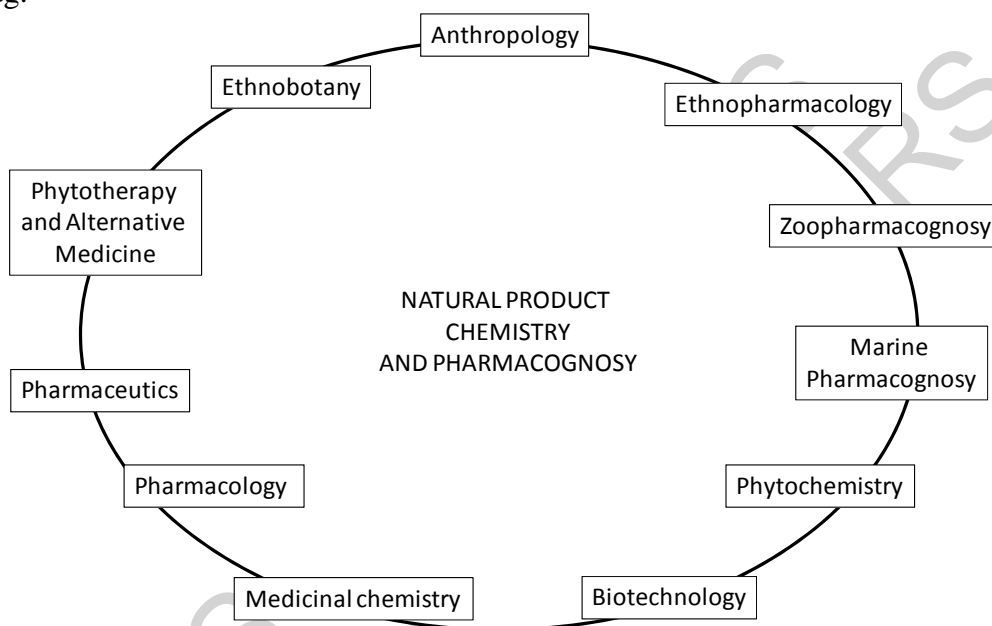 Anthropology
Ethnobotany
Ethnopharmacology
Phytotherapy
and Alternative
Medicine
Zoopharmacognosy
NATURAL PRODUCT
CHEMISTRY
AND PHARMACOGNOSY
Marine
Pharmacognosy
Pharmaceutics
Pharmacology
Phytochemistry
Medicinal chemistry
Biotechnology